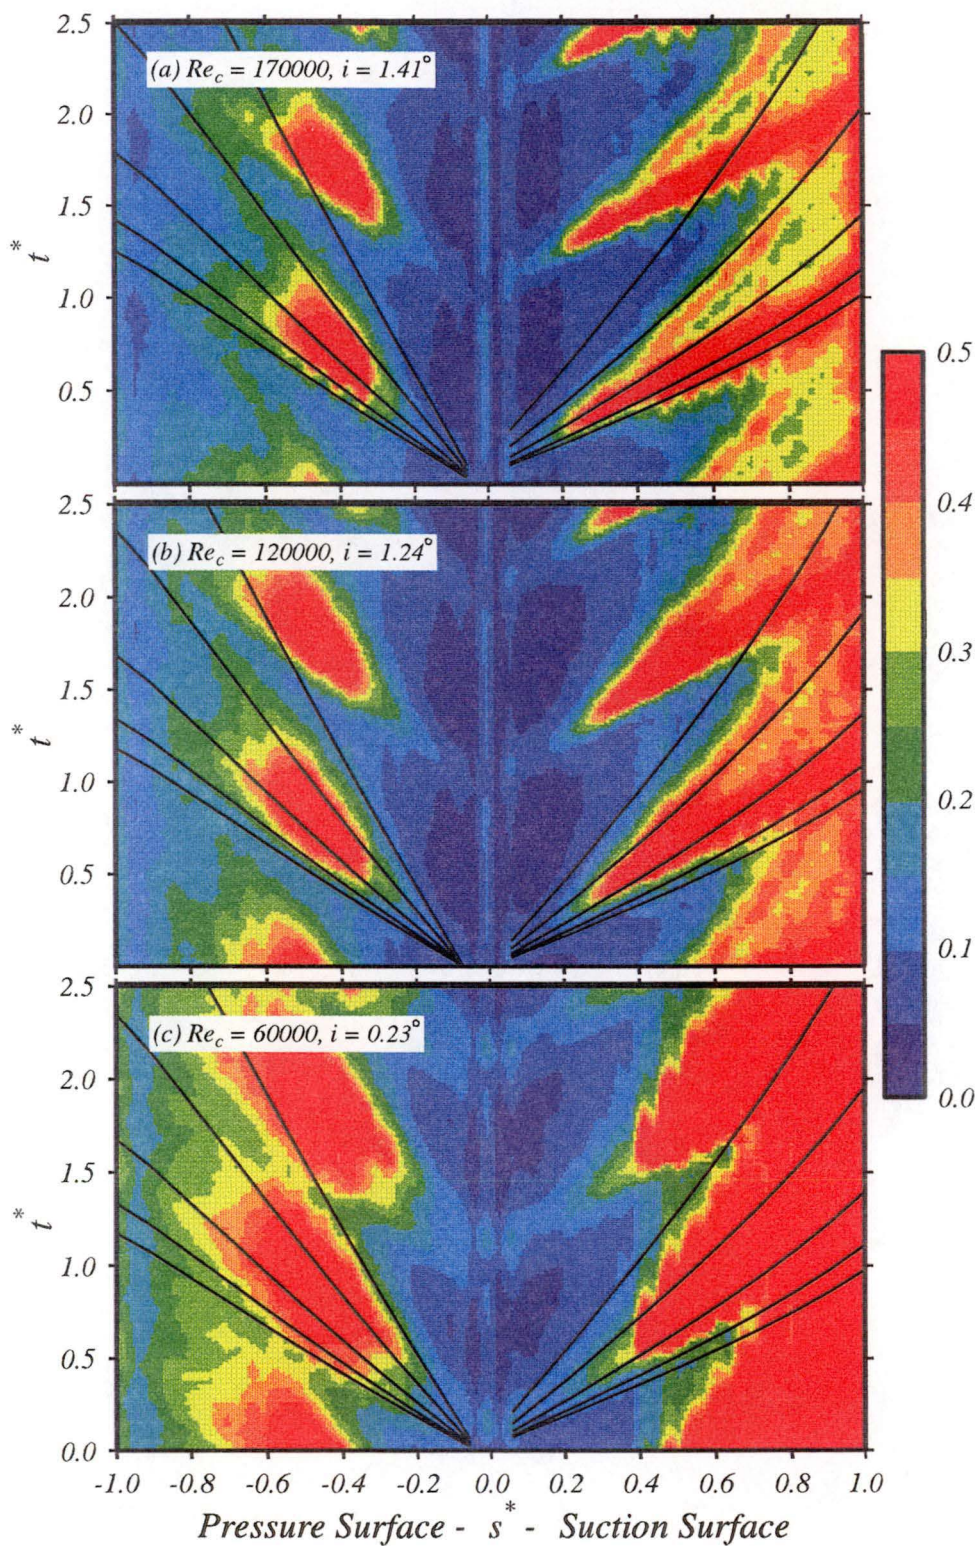 2.5
(a) Re_c = 170000, i = 1.41°
2.0
1.5
t*
1.0
0.5
2.5
(b) Re_c = 120000, i = 1.24°
2.0
1.5
t*
1.0
0.5
2.5
(c) Re_c = 60000, i = 0.23°
2.0
1.5
t*
1.0
0.5
0.0
-1.0 -0.8 -0.6 -0.4 -0.2 0.0 0.2 0.4 0.6 0.8 1.0
Pressure Surface - s* - Suction Surface
0.5
0.4
0.3
0.2
0.1
0.0